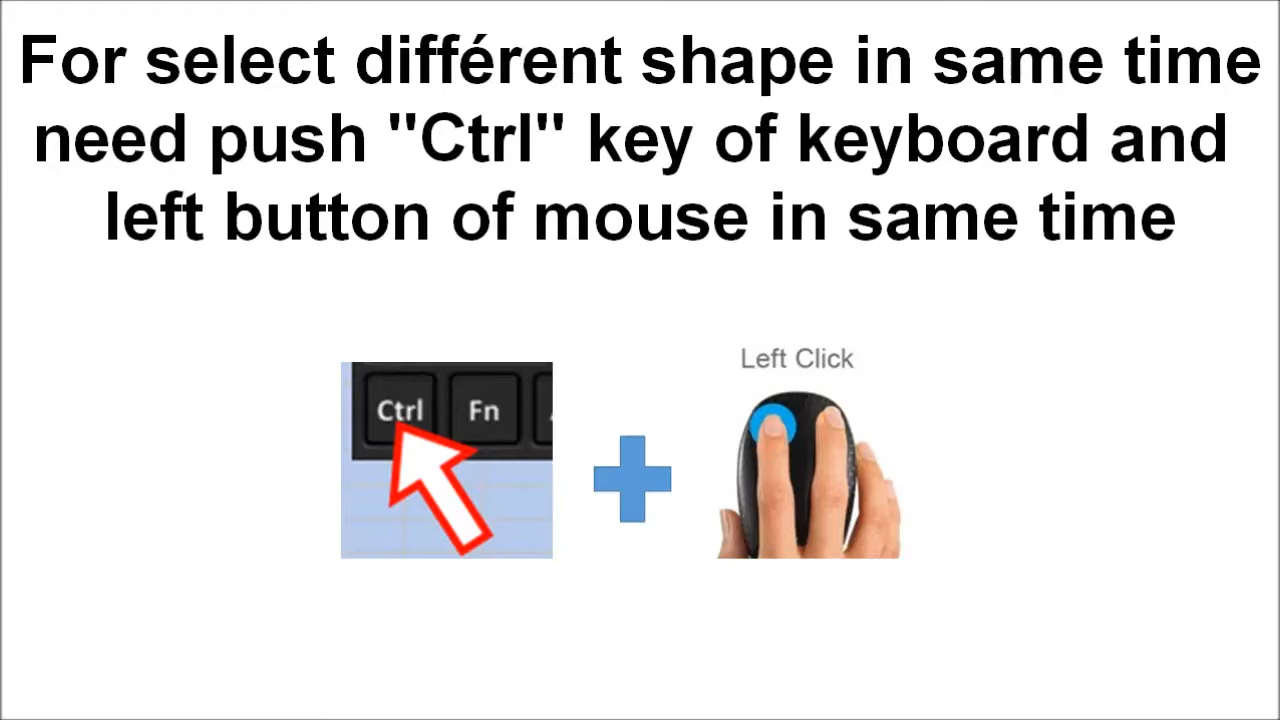 For select différent shape in same time
need push "Ctrl" key of keyboard and
left button of mouse in same time
Left Click
Ctrl Fn